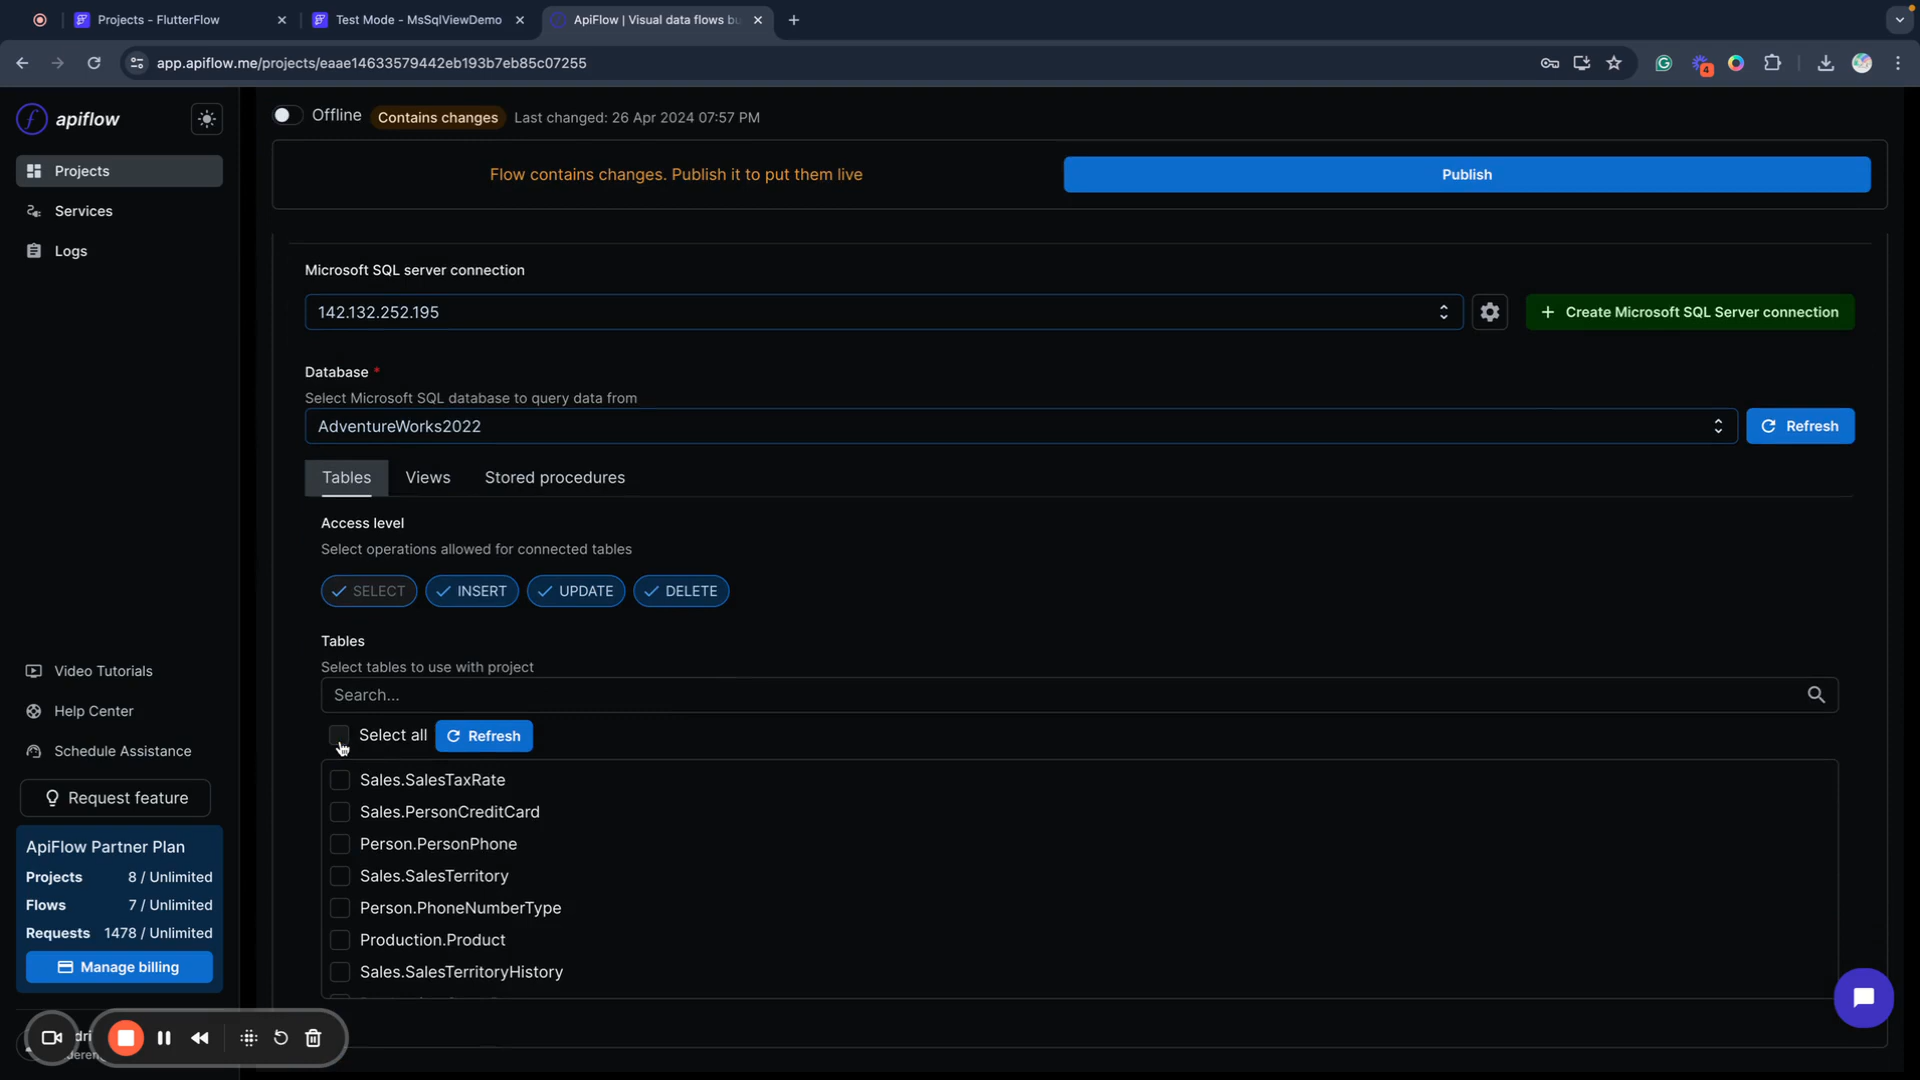 Projects - FlutterFlow
Test Mode - MsSqlViewDemo
ApiFlow | Visual data flows bu
app.apiflow.me/projects/eaae14633579442eb193b7eb85c07255
4
apiflow
Projects
Services
Logs
Offline
Contains changes
Last changed: 26 Apr 2024 07:57 PM
Flow contains changes. Publish it to put them live
Publish
Microsoft SQL server connection
142.132.252.195
+ Create Microsoft SQL Server connection
Database *
Select Microsoft SQL database to query data from
AdventureWorks2022
Refresh
Tables
Views
Stored procedures
Access level
Select operations allowed for connected tables
SELECT
INSERT
UPDATE
DELETE
Tables
Select tables to use with project
Search...
Select all
Refresh
Sales.SalesTaxRate
Sales.PersonCreditCard
Person.PersonPhone
Sales.SalesTerritory
Person.PhoneNumberType
Production.Product
Sales.SalesTerritoryHistory
Video Tutorials
Help Center
Schedule Assistance
Request feature
ApiFlow Partner Plan
Projects 8 / Unlimited
Flows 7 / Unlimited
Requests 1478 / Unlimited
Manage billing